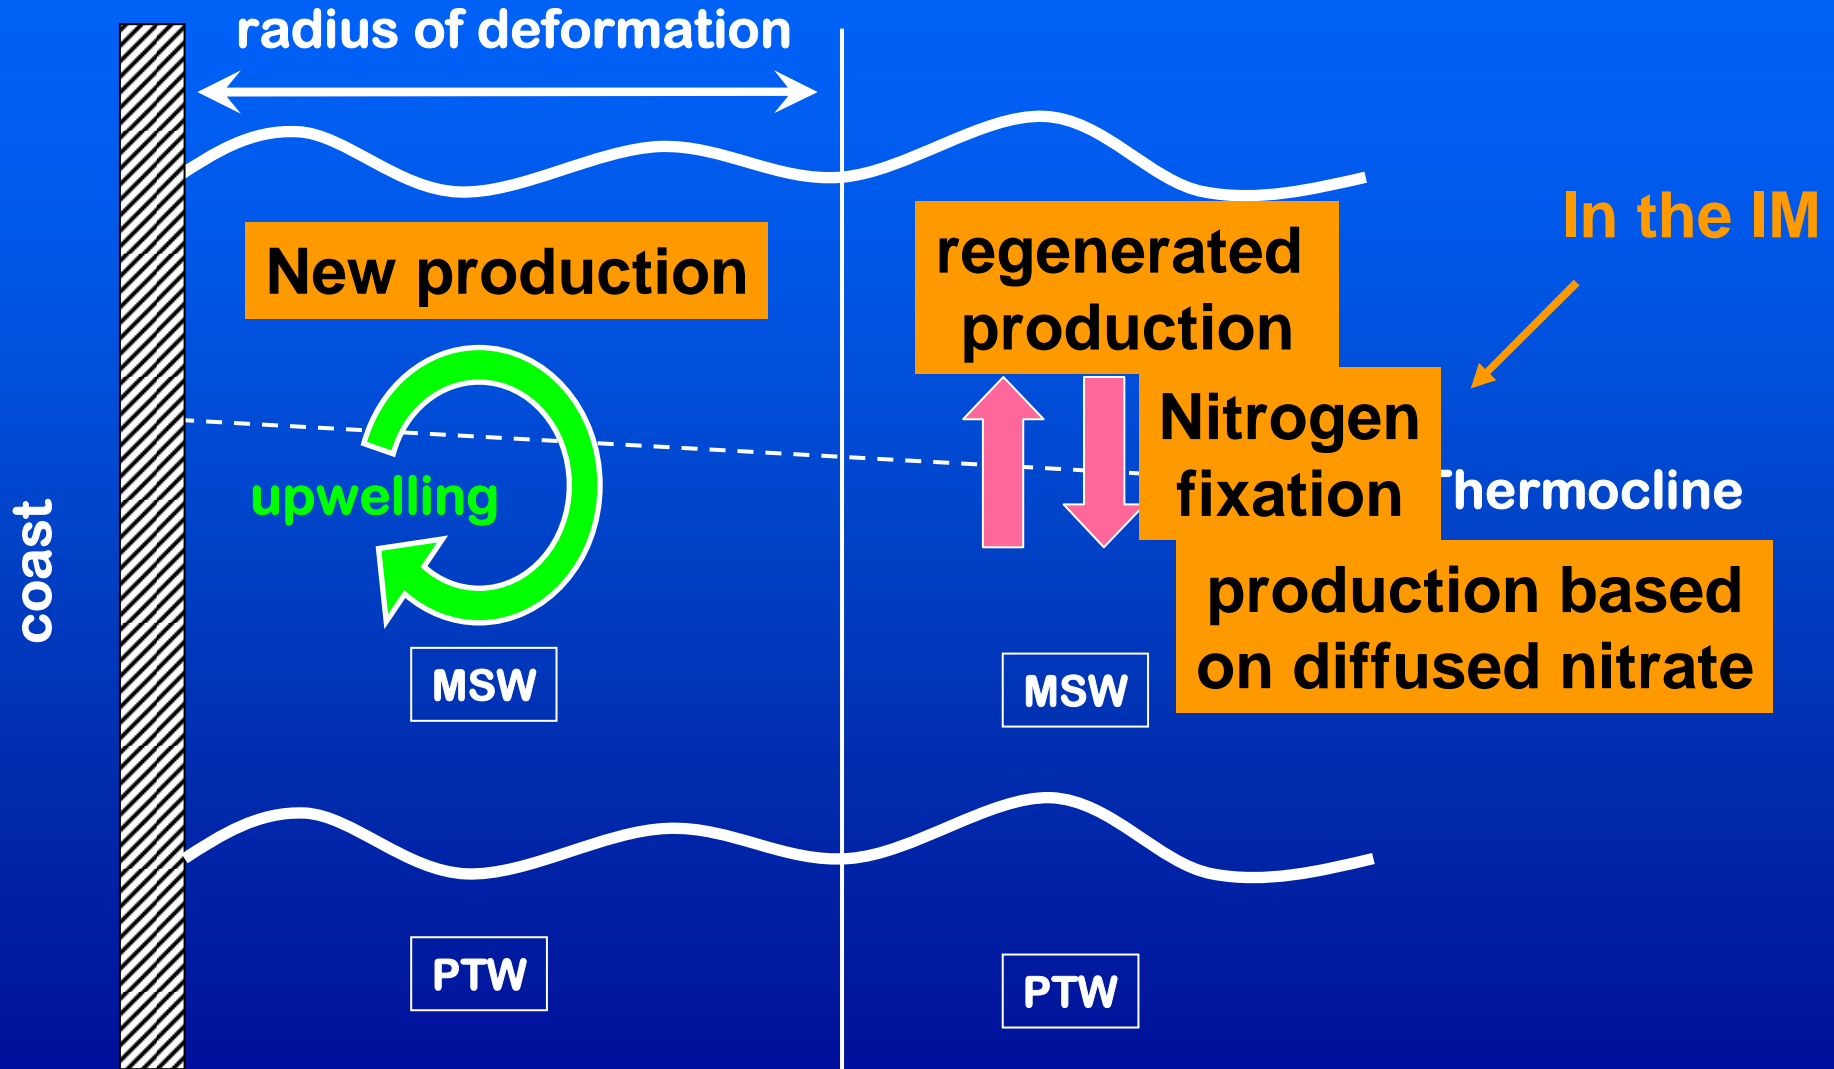 radius of deformation
New production
regenerated
production
In the IM
Nitrogen
fixation
upwelling
hermocline
coast
production based
on diffused nitrate
MSW
MSW
PTW
PTW